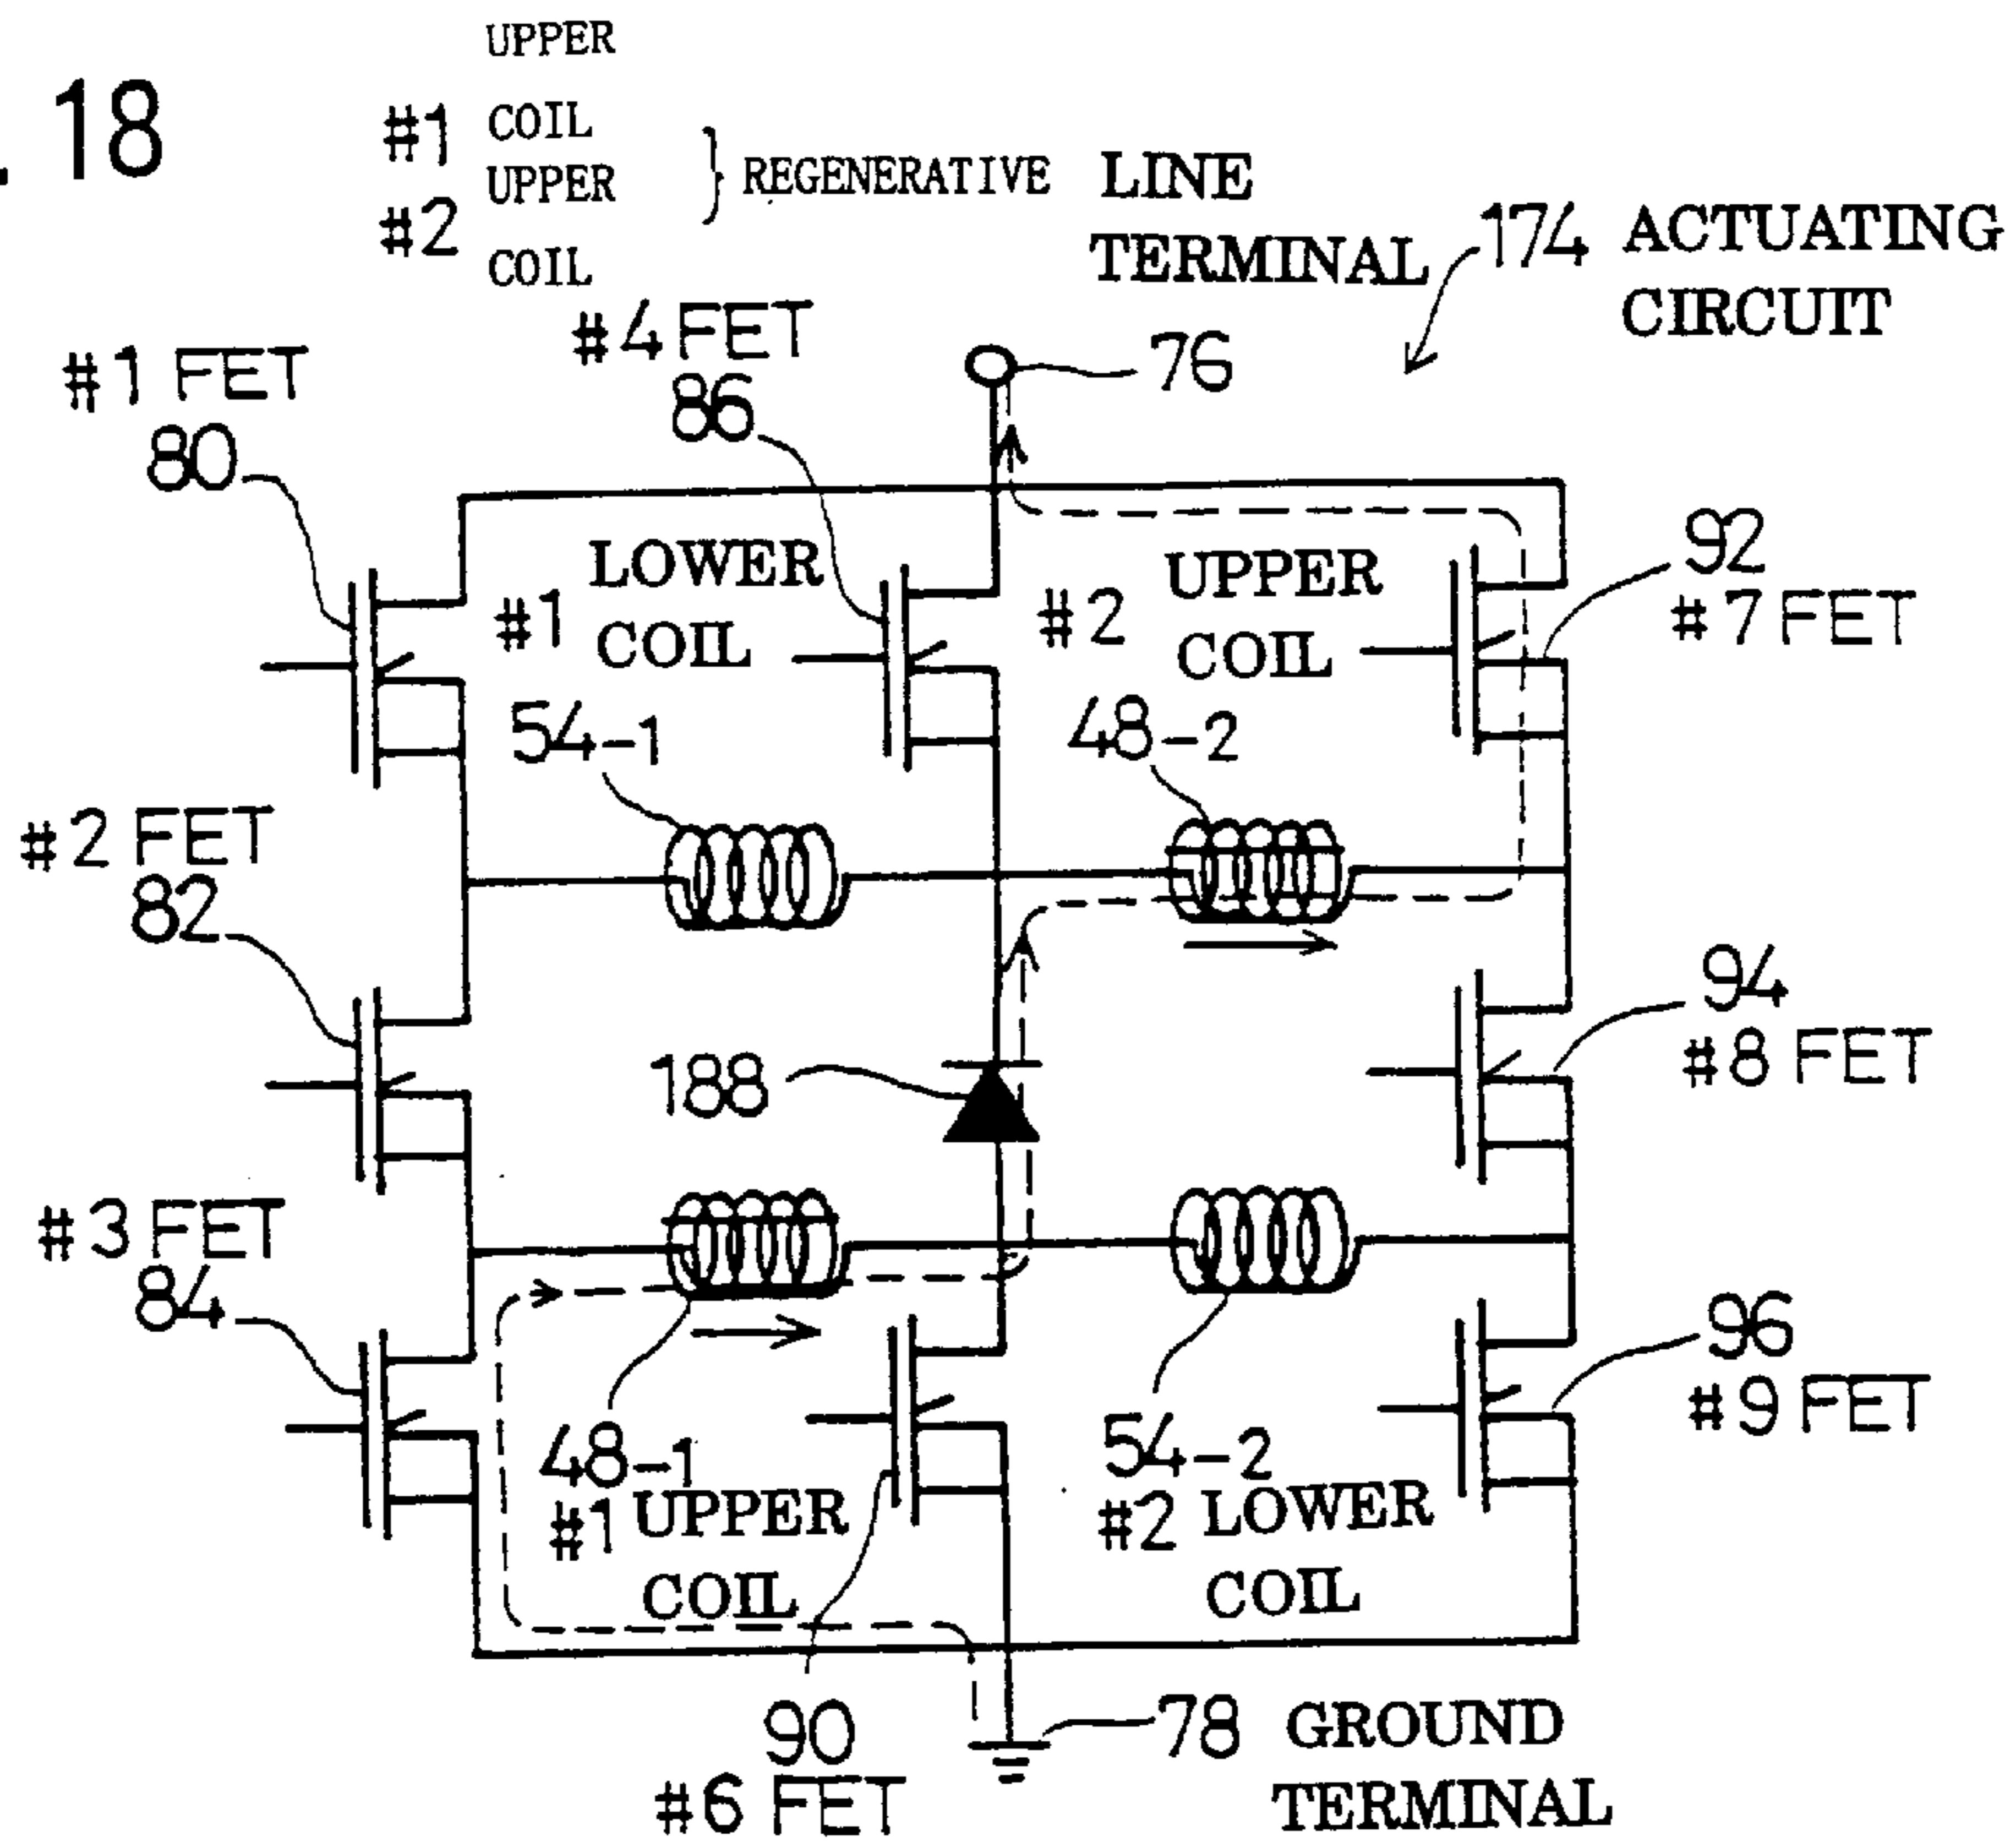 . 18
UPPER
#1 COIL
UPPER
#2
COIL
} REGENERATIVE
LINE
TERMINAL
174 ACTUATING
CIRCUIT
76
#1 FET
80
#4 FET
86
LOWER
#1 COIL
54-1
UPPER
#2 COIL
48-2
92
#7 FET
#2 FET
82
188
94
#8 FET
#3 FET
84
48-1
#1 UPPER
COIL
54-2
#2 LOWER
COIL
96
#9 FET
90
#6 FET
78 GROUND
TERMINAL